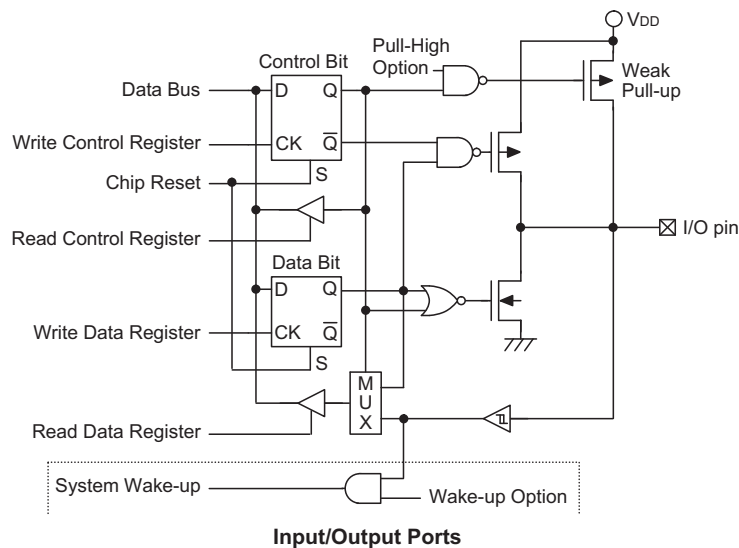 VDD
Control Bit
Pull-High
Option
Weak
Pull-up
Data Bus
D
Q
Write Control Register
CK
Q
Chip Reset
S
I/O pin
Read Control Register
Data Bit
D
Q
Write Data Register
CK
Q
S
M
U
X
Read Data Register
System Wake-up
Wake-up Option
Input/Output Ports